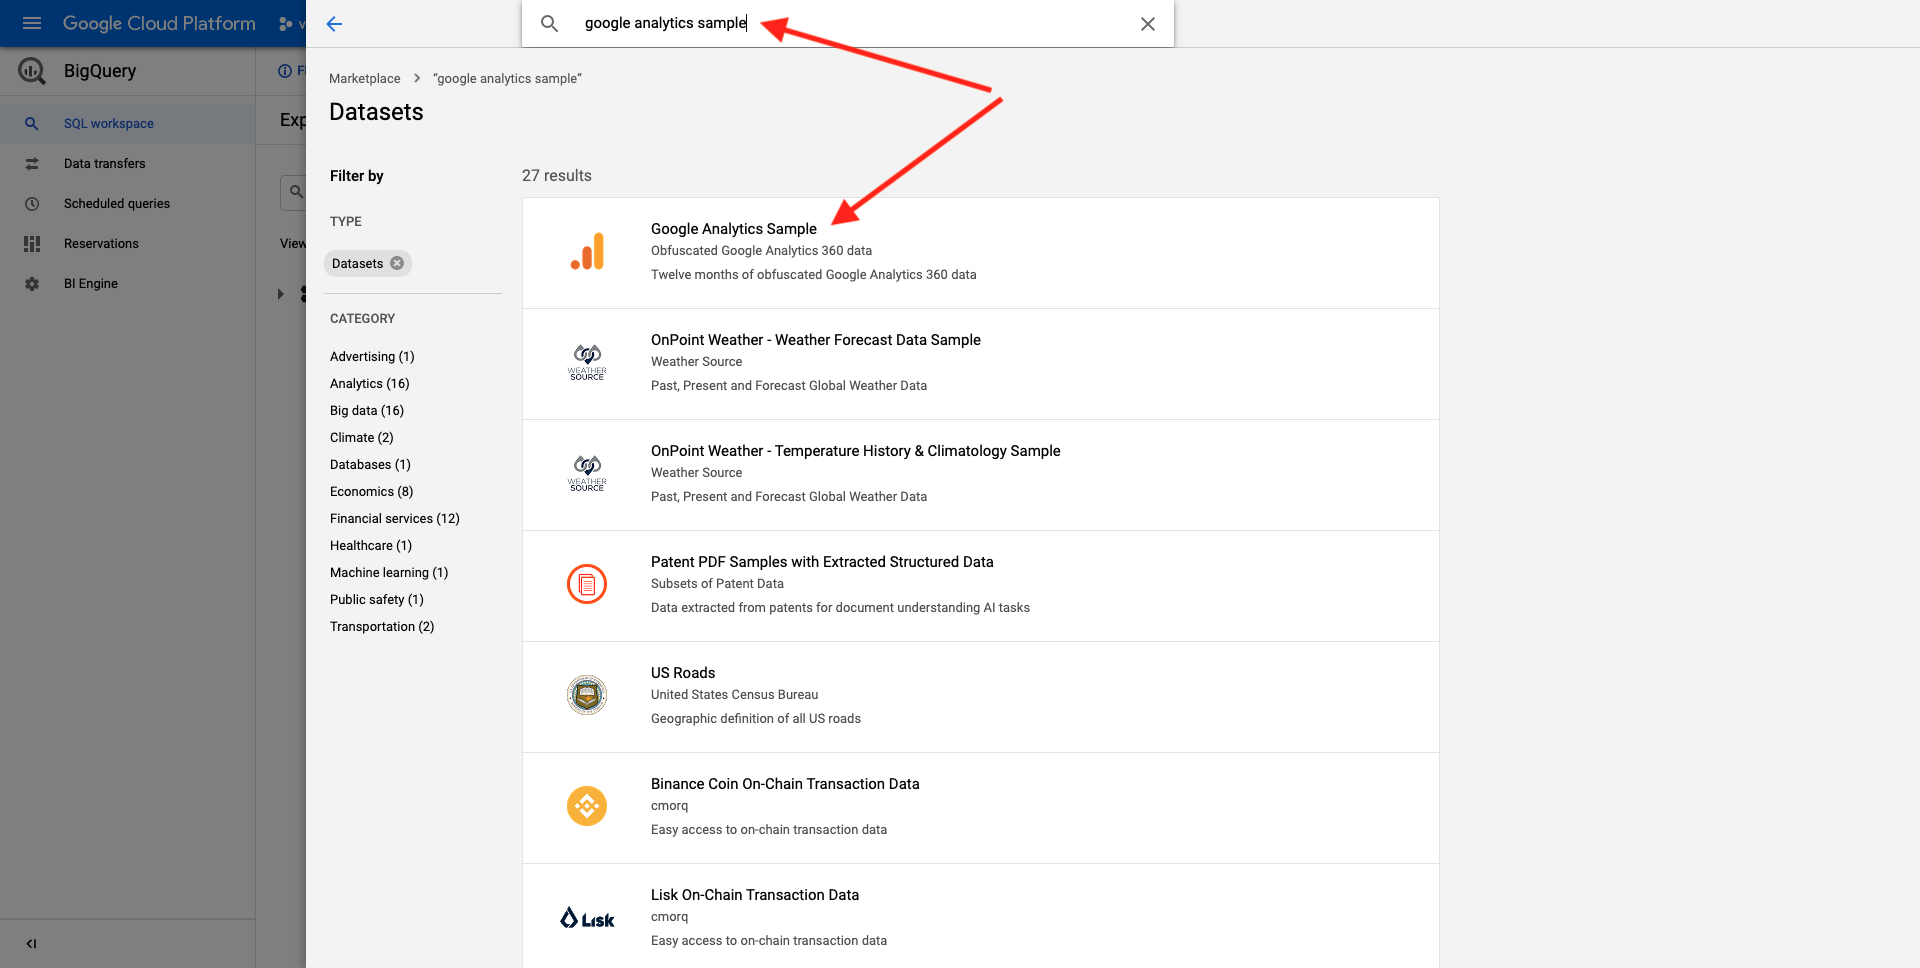 Google Cloud Platform
google analytics sample
BigQuery
SQL workspace
Data transfers
Scheduled queries
Reservations
BI Engine
Exp
View
Marketplace > “google analytics sample”
Datasets
Filter by
TYPE
Datasets
CATEGORY
Advertising (1)
Analytics (16)
Big data (16)
Climate (2)
Databases (1)
Economics (8)
Financial services (12)
Healthcare (1)
Machine learning (1)
Public safety (1)
Transportation (2)
27 results
Google Analytics Sample
Obfuscated Google Analytics 360 data
Twelve months of obfuscated Google Analytics 360 data
WEATHER
SOURCE
OnPoint Weather - Weather Forecast Data Sample
Weather Source
Past, Present and Forecast Global Weather Data
WEATHER
SOURCE
OnPoint Weather - Temperature History & Climatology Sample
Weather Source
Past, Present and Forecast Global Weather Data
Patent PDF Samples with Extracted Structured Data
Subsets of Patent Data
Data extracted from patents for document understanding AI tasks
US Roads
United States Census Bureau
Geographic definition of all US roads
Binance Coin On-Chain Transaction Data
cmorq
Easy access to on-chain transaction data
LISK
Lisk On-Chain Transaction Data
cmorq
Easy access to on-chain transaction data